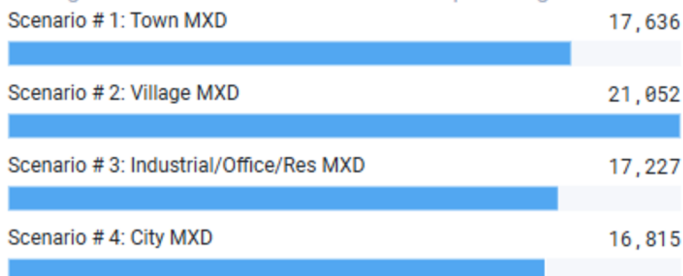 Scenario # 1: Town MXD 17,636
Scenario # 2: Village MXD 21,052
Scenario # 3: Industrial/Office/Res MXD 17,227
Scenario # 4: City MXD 16,815